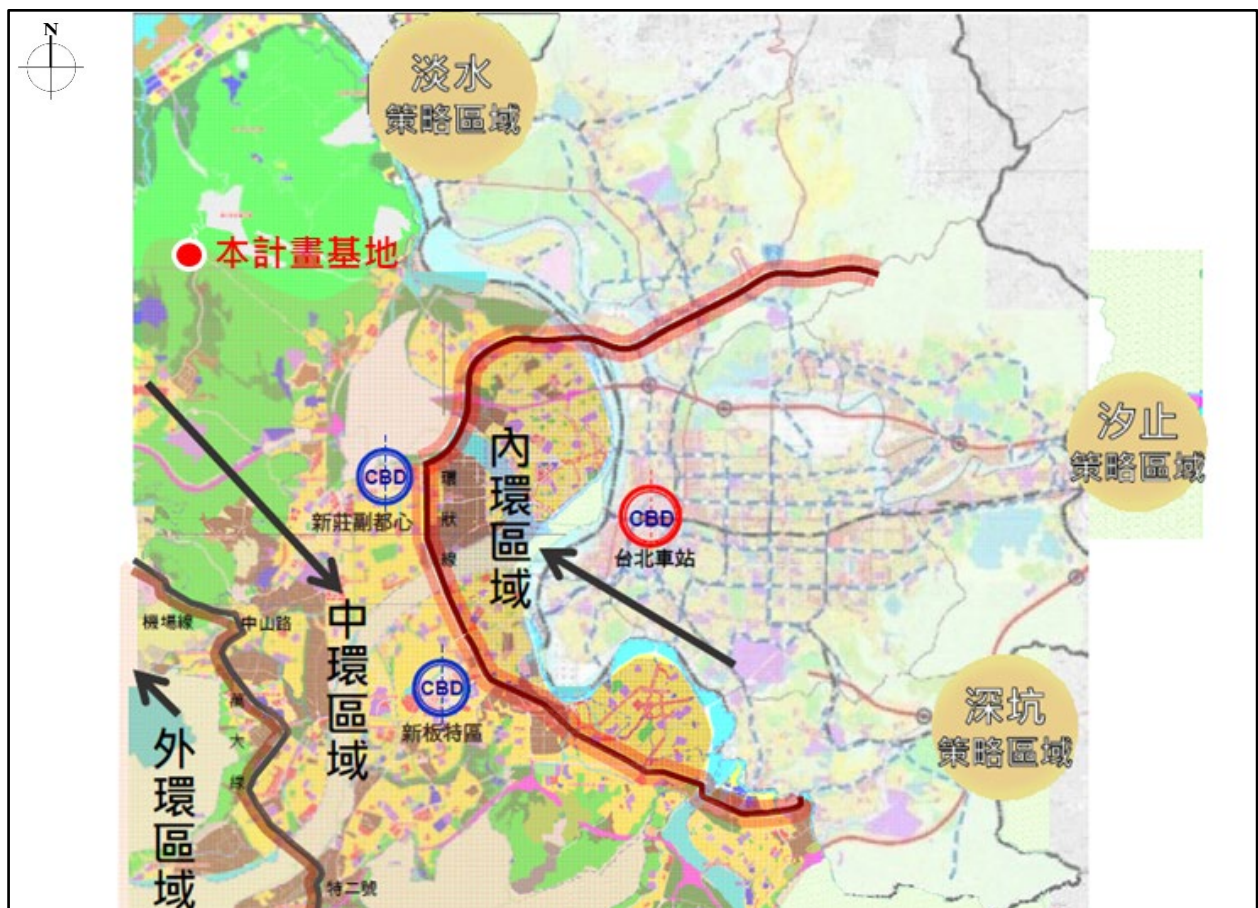 N
淡水
策略區域
本計畫基地
汐止
策略區域
內環區域
CBD
新莊副都心
環狀線
CBD
台北車站
機場線
中山路
中環區域
萬大線
CBD
新板特區
深坑
策略區域
外環區域
特二號